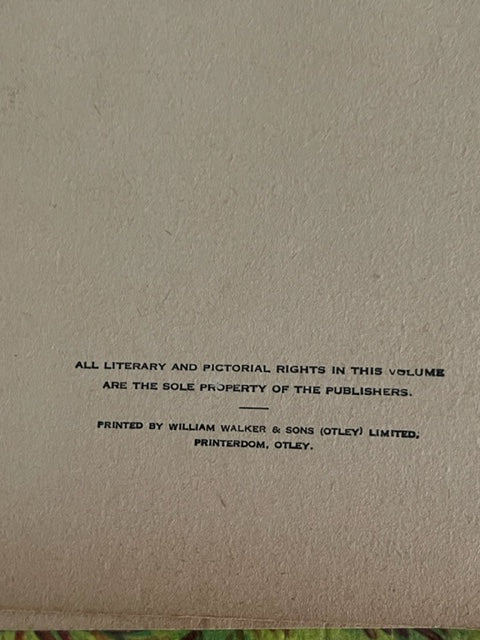 ALL LITERARY AND PICTORIAL RIGHTS IN THIS VOLUME
ARE THE SOLE PROPERTY OF THE PUBLISHERS.
PRINTED BY WILLIAM WALKER & SONS (OTLEY) LIMITED,
PRINTERDOM, OTLEY.